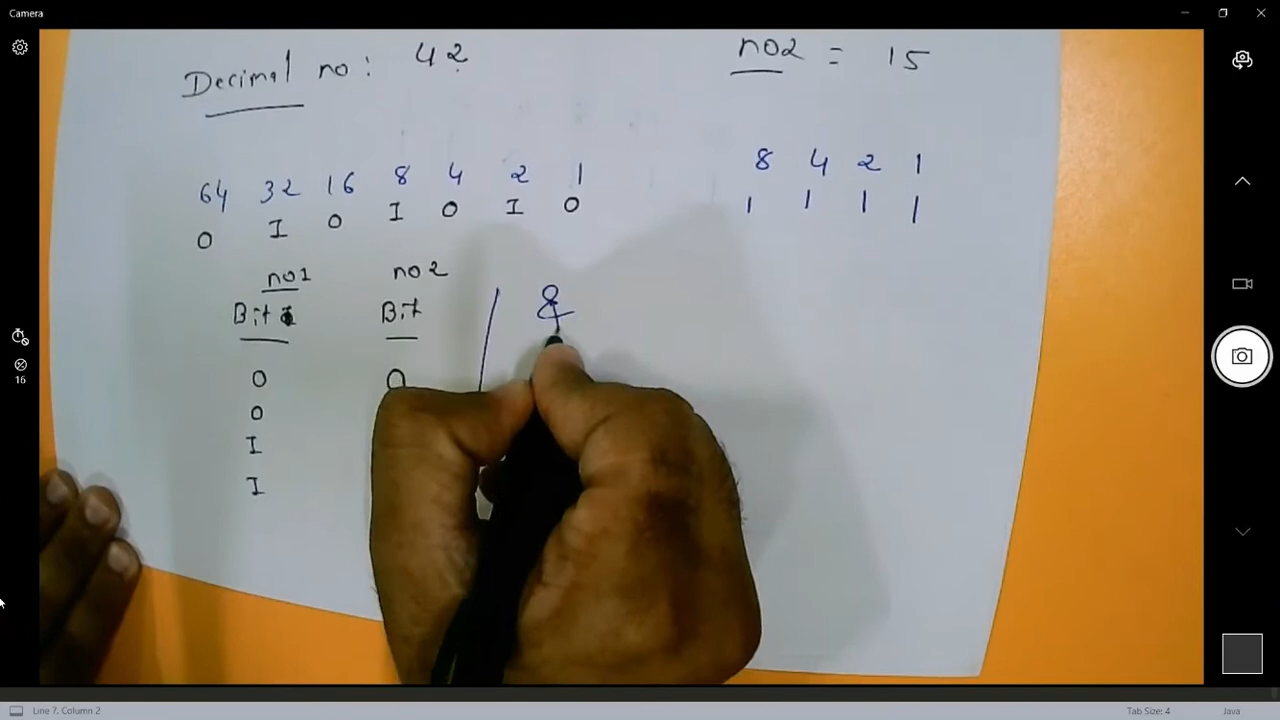 Camera
Decimal no: 42
no2 = 15
64 32 16 8 4 2 1
0 I 0 I 0 I 0
8 4 2 1
1 1 1 1
no1 no2
Bit Bit &
0 0
0
I
I
16
Line 7, Column 2
Tab Size: 4
Java